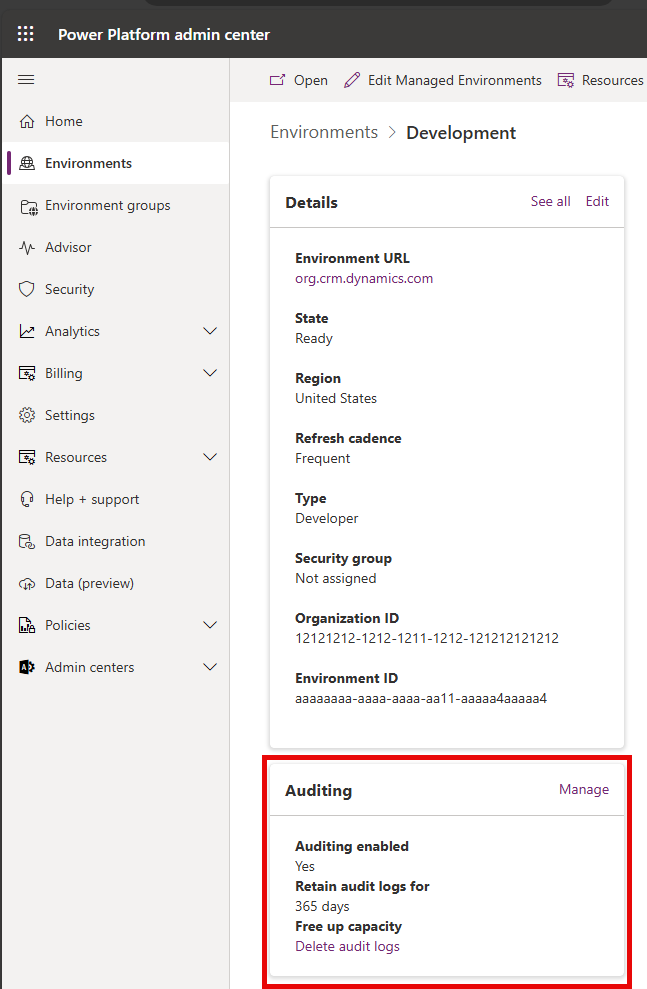 Power Platform admin center
Home
Environments
Environment groups
Advisor
Security
Analytics
Billing
Settings
Resources
Help + support
Data integration
Data (preview)
Policies
Admin centers
Open Edit Managed Environments Resources
Environments > Development
Details See all Edit
Environment URL
org.crm.dynamics.com
State
Ready
Region
United States
Refresh cadence
Frequent
Type
Developer
Security group
Not assigned
Organization ID
12121212-1212-1211-1212-121212121212
Environment ID
aaaaaaaa-aaaa-aaaa-aa11-aaaaa4aaaaa4
Auditing Manage
Auditing enabled
Yes
Retain audit logs for
365 days
Free up capacity
Delete audit logs